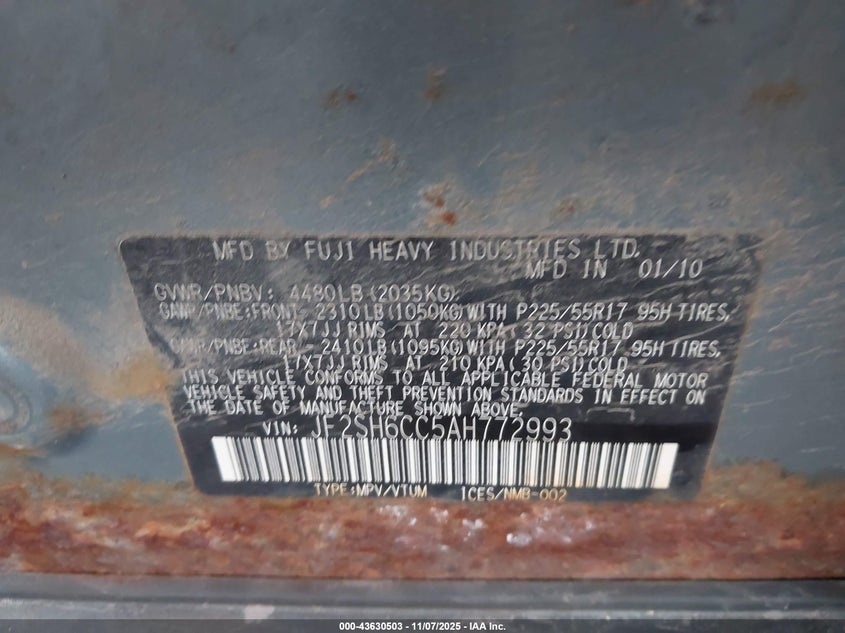 MFD BY FUJI HEAVY INDUSTRIES LTD.
MFD IN 01/10
GVWR/PNBV: 4480LB(2035KG)
GAWR/PNBE:FRONT 2310LB(1050KG)WITH P225/55R17 95H TIRES,
17X7JJ RIMS AT 220 KPA(32 PSI)COLD
GAWR/PNBE:REAR 2410LB(1095KG)WITH P225/55R17 95H TIRES,
17X7JJ RIMS AT 210 KPA(30 PSI)COLD
THIS VEHICLE CONFORMS TO ALL APPLICABLE FEDERAL MOTOR
VEHICLE SAFETY AND THEFT PREVENTION STANDARDS IN EFFECT ON
THE DATE OF MANUFACTURE SHOWN ABOVE.
VIN: JF2SH6CC5AH772993
TYPE:MPV/VTUM ICES/NMB-002
000-43630503 - 11/07/2025 - IAA Inc.